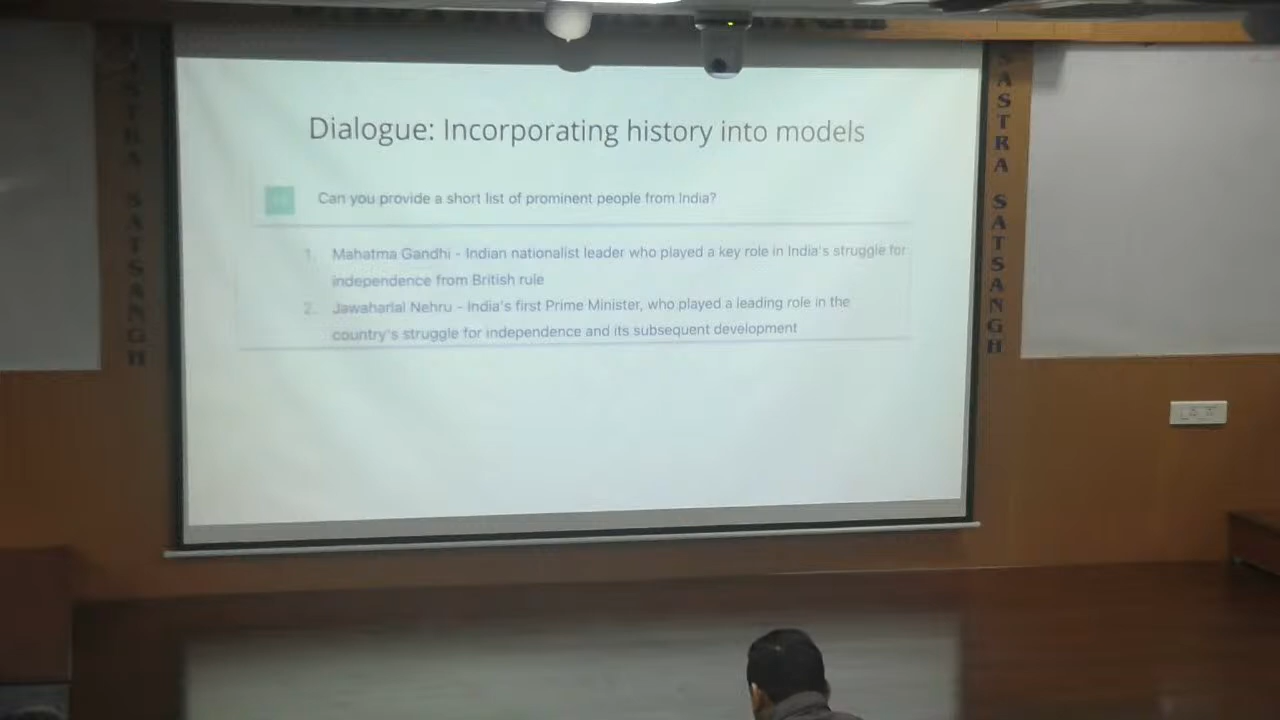 Dialogue: Incorporating history into models
Can you provide a short list of prominent people from India?
1. Mahatma Gandhi - Indian nationalist leader who played a key role in India's struggle for
independence from British rule
2. Jawaharlal Nehru - India's first Prime Minister, who played a leading role in the
country's struggle for independence and its subsequent development
SASTRA SATSANGH
SASTRA SATSANGH